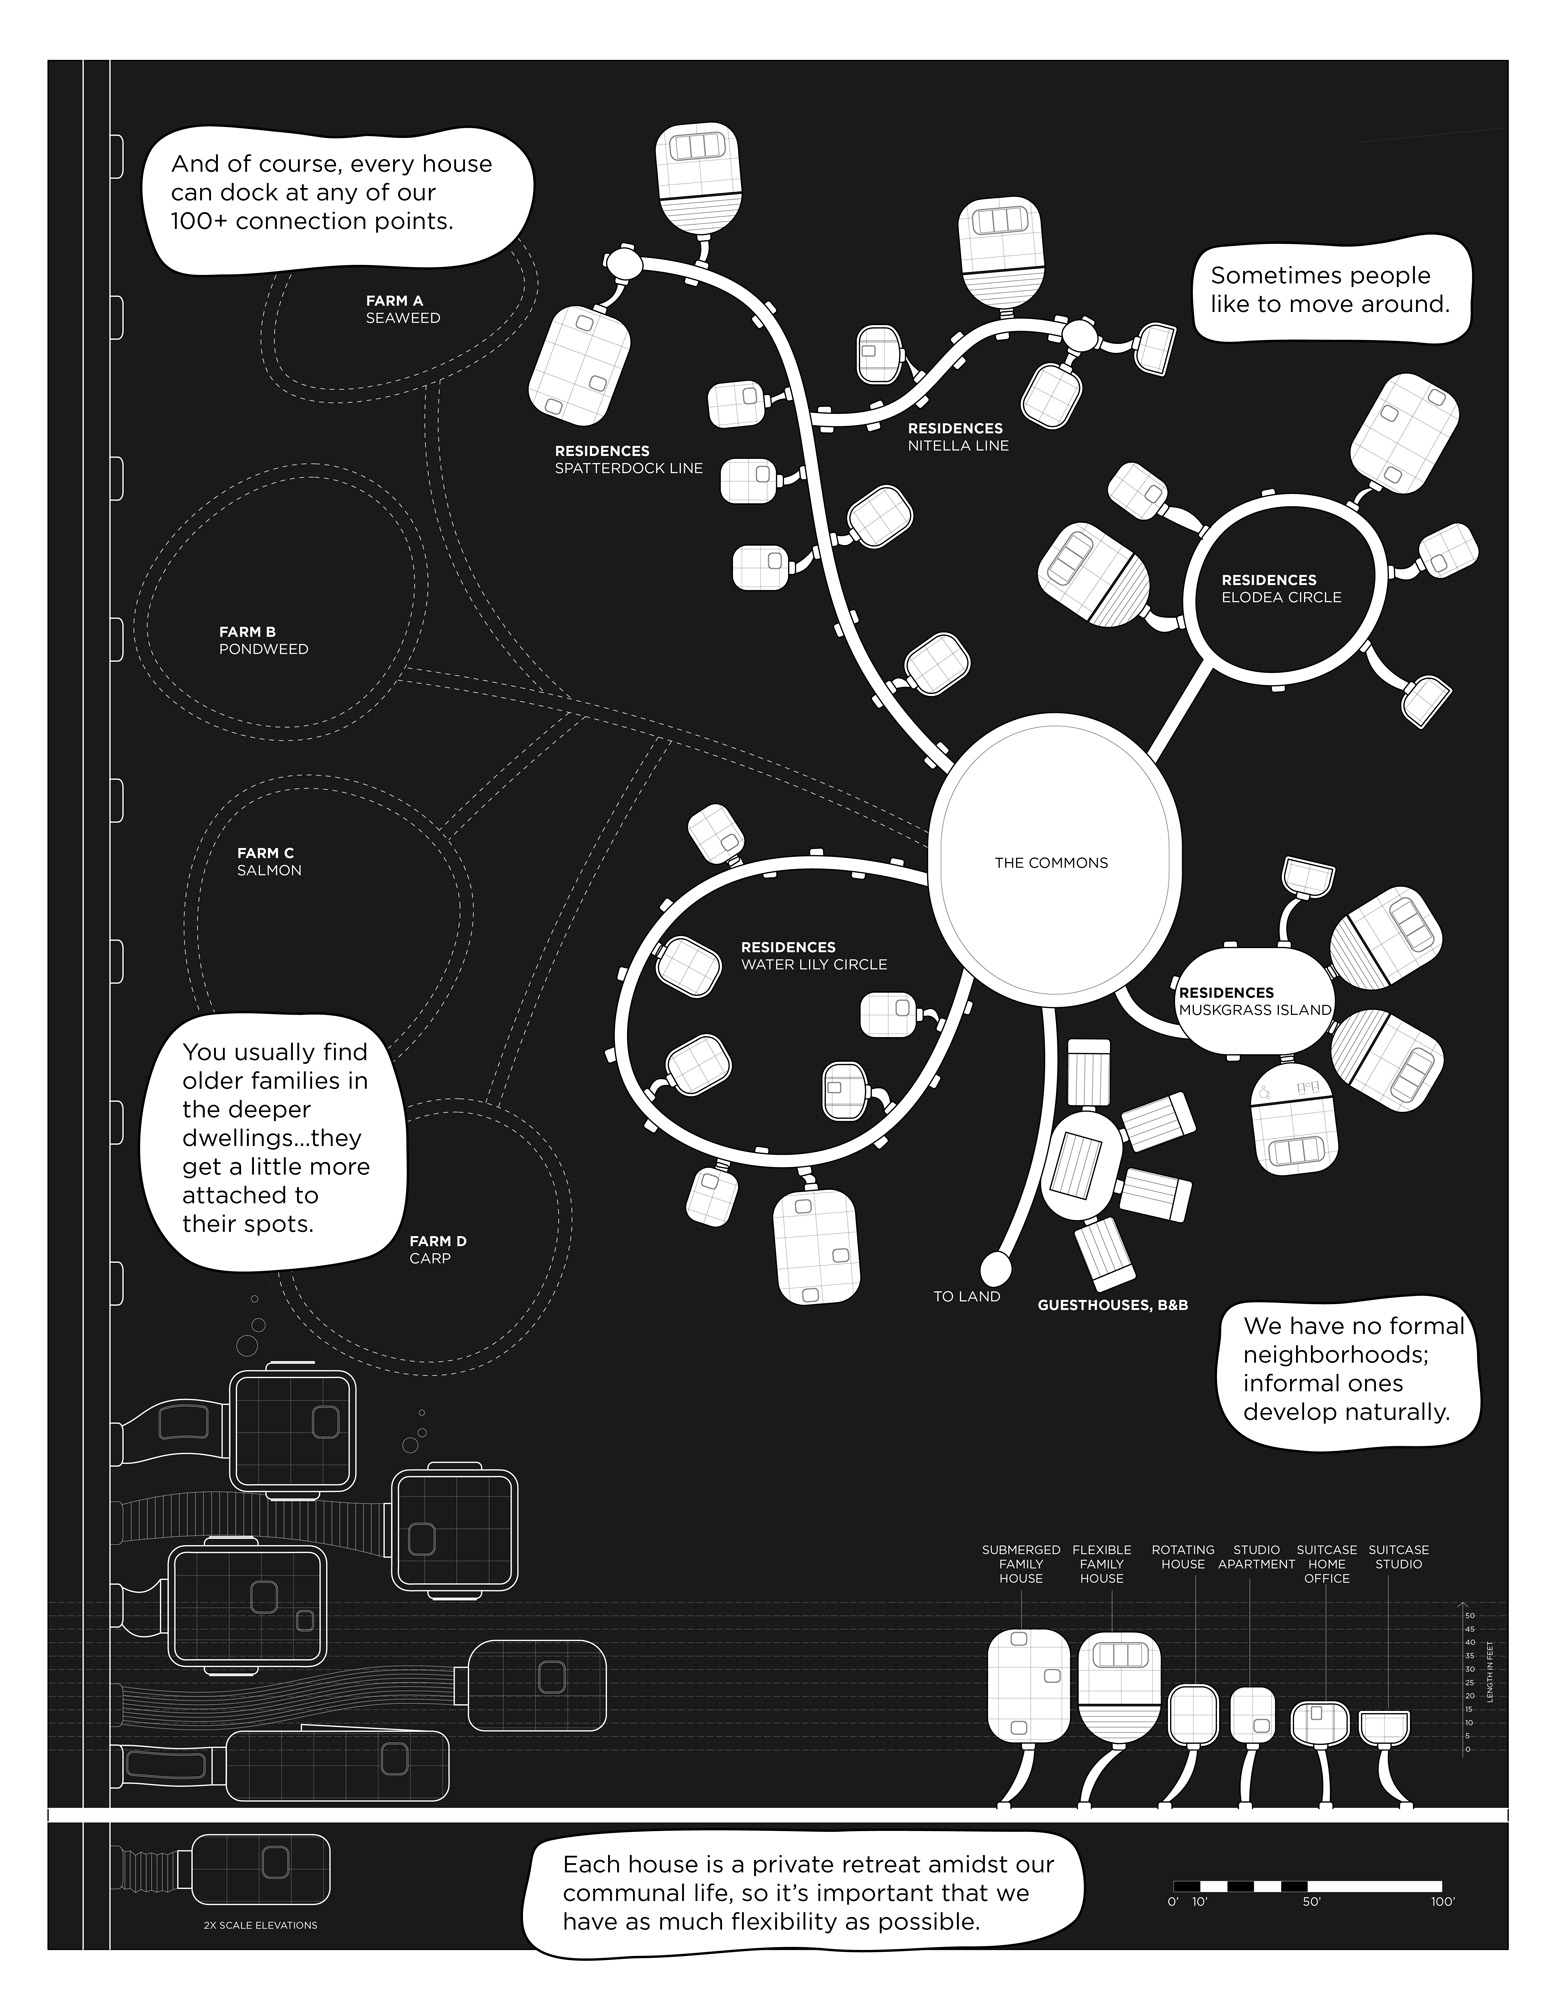 And of course, every house
can dock at any of our
100+ connection points.
Sometimes people
like to move around.
FARM A
SEAWEED
RESIDENCES
SPATTERDOCK LINE
RESIDENCES
NITELLA LINE
RESIDENCES
ELODEA CIRCLE
FARM B
PONDWEED
FARM C
SALMON
THE COMMONS
RESIDENCES
WATER LILY CIRCLE
RESIDENCES
MUSKGRASS ISLAND
You usually find
older families in
the deeper
dwellings...they
get a little more
attached to
their spots.
FARM D
CARP
TO LAND
GUESTHOUSES, B&B
We have no formal
neighborhoods;
informal ones
develop naturally.
SUBMERGED
FAMILY
HOUSE
FLEXIBLE
FAMILY
HOUSE
ROTATING
HOUSE
STUDIO
APARTMENT
SUITCASE
HOME
OFFICE
SUITCASE
STUDIO
50
45
40
35
30
25
20
15
10
5
0
LENGTH IN FEET
Each house is a private retreat amidst our
communal life, so it's important that we
have as much flexibility as possible.
2X SCALE ELEVATIONS
0' 10' 50' 100'